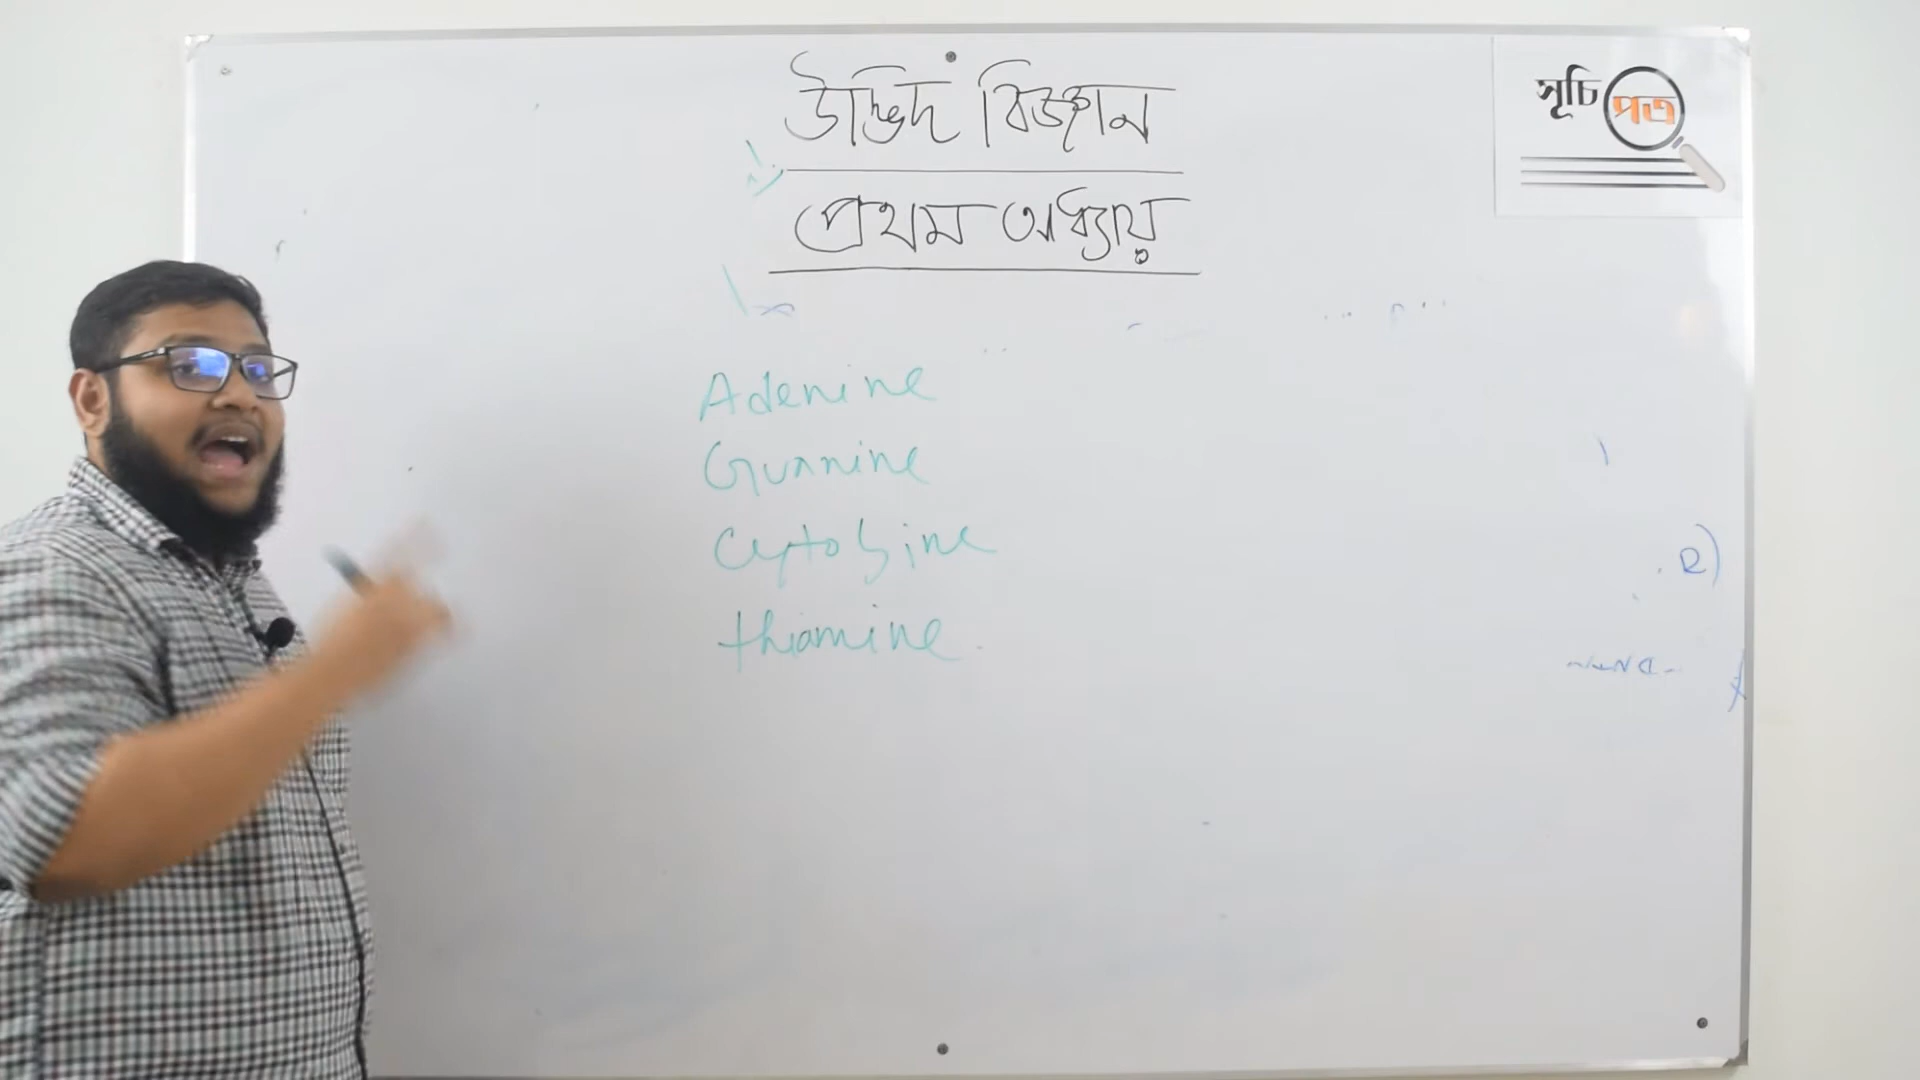 উদ্ভিদ বিজ্ঞান
প্রথম অধ্যায়
সূচি পত্র
Adenine
Guanine
Cytosine
thiamine